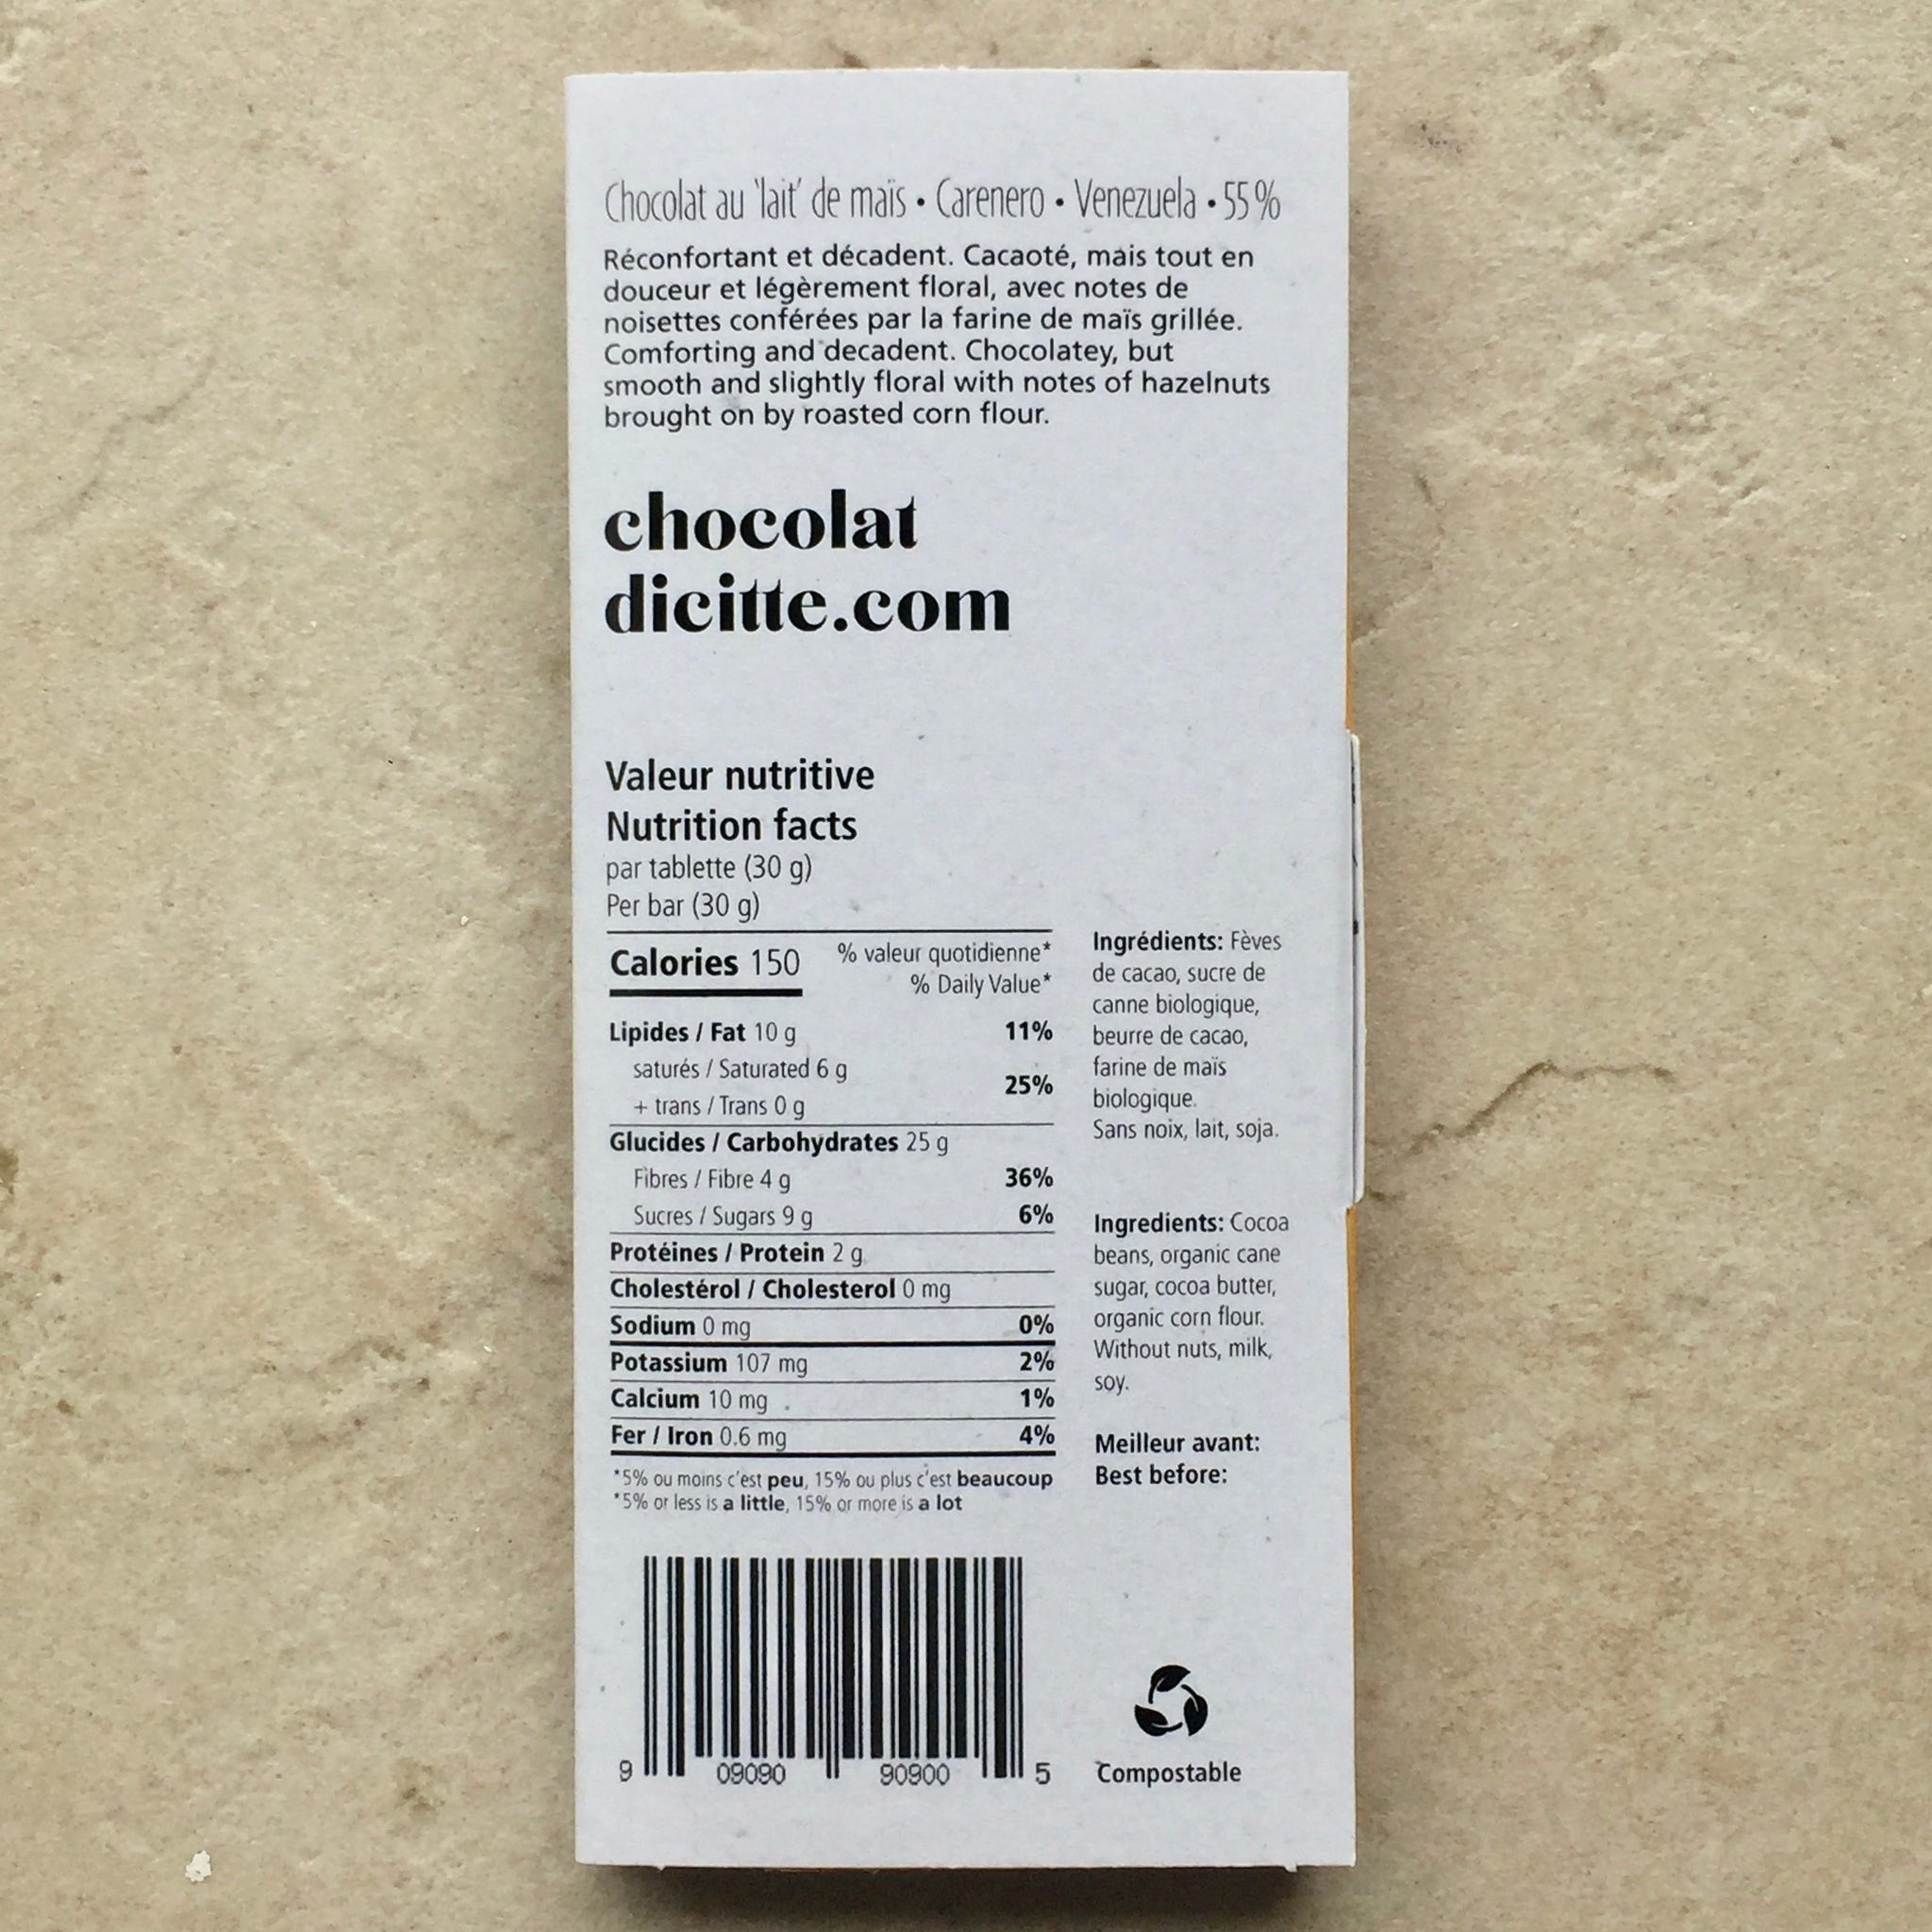 Chocolat au 'lait' de maïs • Carenero • Venezuela • 55 %
Réconfortant et décadent. Cacaoté, mais tout en
douceur et légèrement floral, avec notes de
noisettes conférées par la farine de maïs grillée.
Comforting and decadent. Chocolatey, but
smooth and slightly floral with notes of hazelnuts
brought on by roasted corn flour.
chocolat
dicitte.com
Valeur nutritive
Nutrition facts
par tablette (30 g)
Per bar (30 g)
Calories 150
% valeur quotidienne*
% Daily Value*
Lipides / Fat 10 g 11%
saturés / Saturated 6 g
25%
+ trans / Trans 0 g
Glucides / Carbohydrates 25 g
Fibres / Fibre 4 g 36%
Sucres / Sugars 9 g 6%
Protéines / Protein 2 g
Cholestérol / Cholesterol 0 mg
Sodium 0 mg 0%
Potassium 107 mg 2%
Calcium 10 mg 1%
Fer / Iron 0.6 mg 4%
*5% ou moins c'est peu, 15% ou plus c'est beaucoup
*5% or less is a little, 15% or more is a lot
Ingrédients: Fèves
de cacao, sucre de
canne biologique,
beurre de cacao,
farine de maïs
biologique.
Sans noix, lait, soja.
Ingredients: Cocoa
beans, organic cane
sugar, cocoa butter,
organic corn flour.
Without nuts, milk,
soy.
Meilleur avant:
Best before:
9 09090 90900 5
Compostable